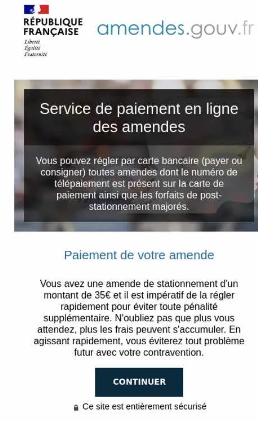 RÉPUBLIQUE
FRANÇAISE
Liberté
Égalité
Fraternité
amendes.gouv.fr
Service de paiement en ligne
des amendes
Vous pouvez régler par carte bancaire (payer ou
consigner) toutes amendes dont le numéro de
télépaiement est présent sur la carte de
paiement ainsi que les forfaits de post-
stationnement majorés.
Paiement de votre amende
Vous avez une amende de stationnement d'un
montant de 35€ et il est impératif de la régler
rapidement pour éviter toute pénalité
supplémentaire. N'oubliez pas que plus vous
attendez, plus les frais peuvent s'accumuler. En
agissant rapidement, vous éviterez tout problème
futur avec votre contravention.
CONTINUER
Ce site est entièrement sécurisé